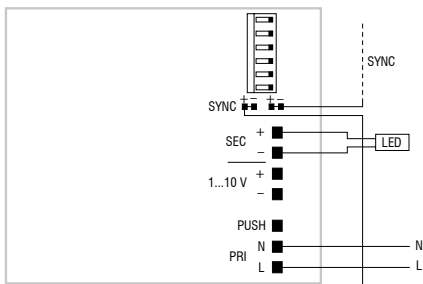 SYNC
+ - + -
SYNC
+
SEC
LED
-
+
1...10 V
-
PUSH
N N
PRI
L L